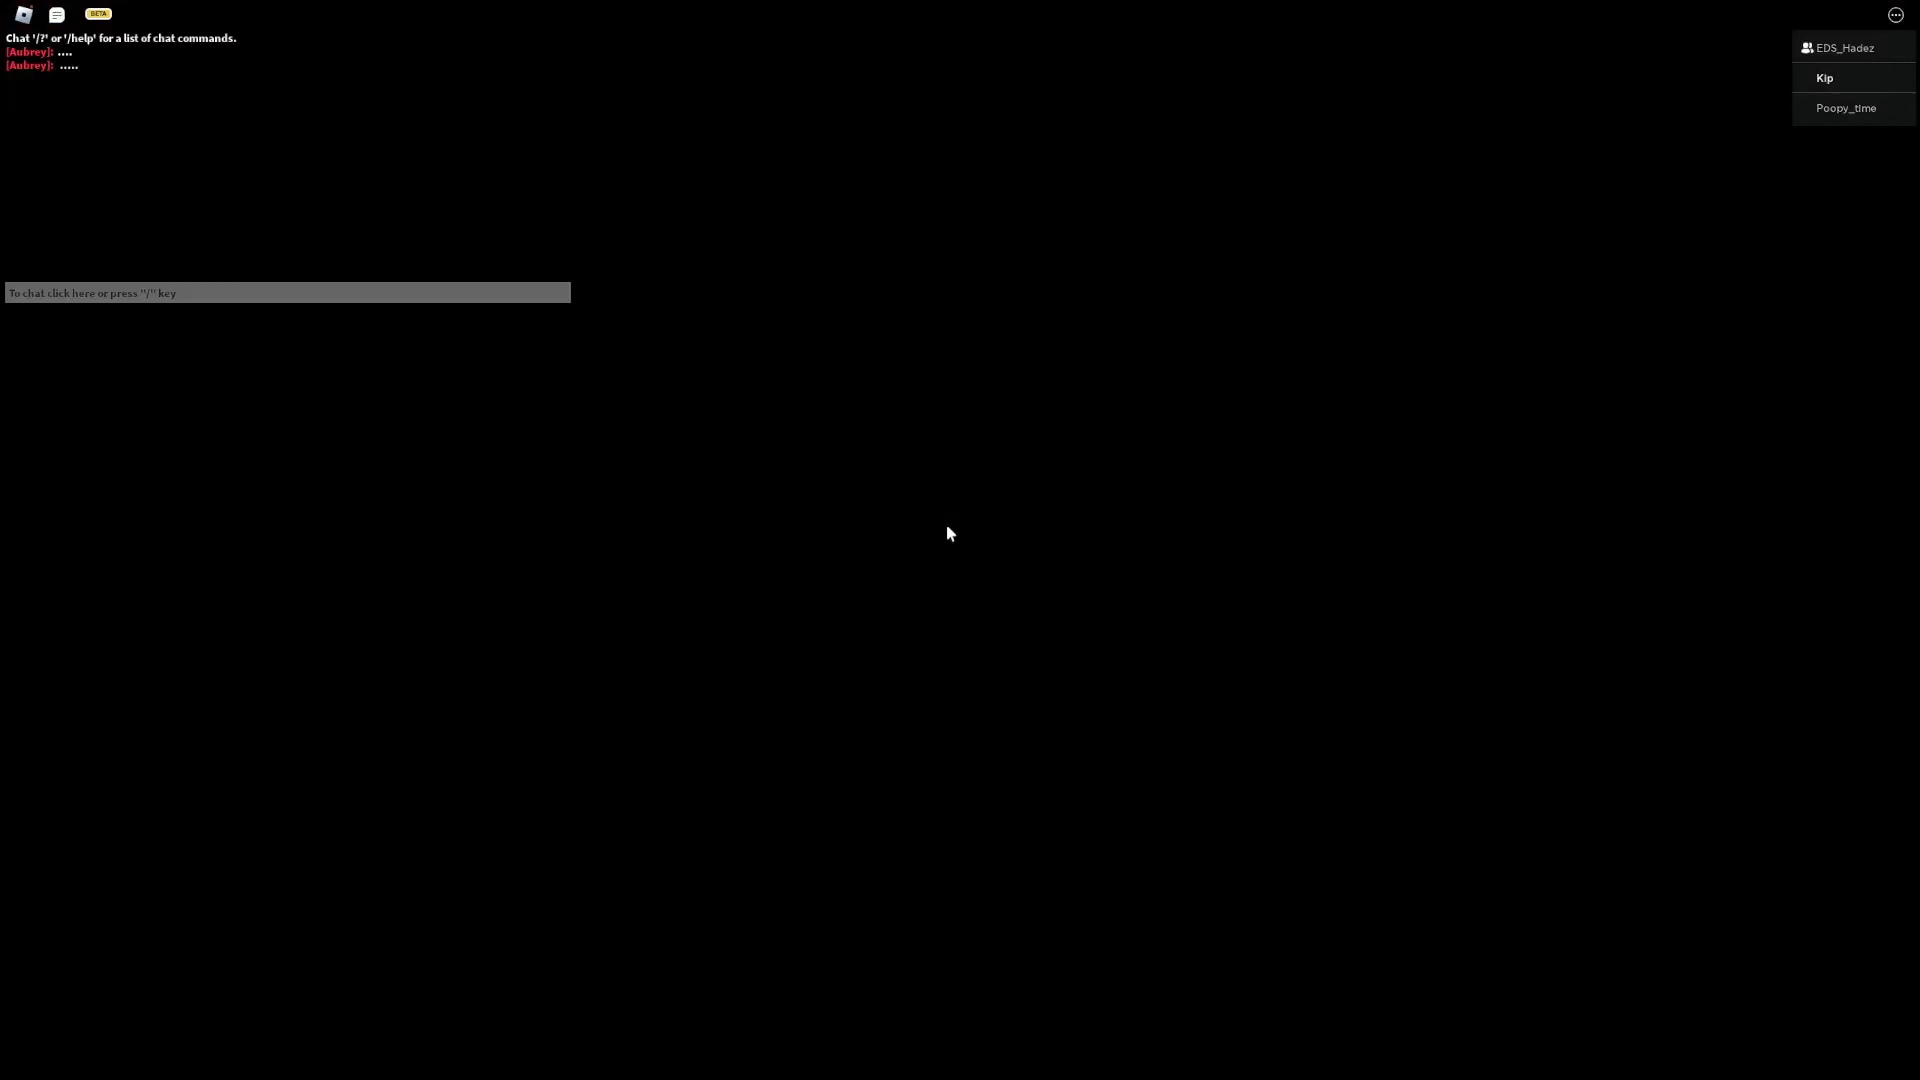 BETA
Chat '/?' or '/help' for a list of chat commands.
[Aubrey]: ....
[Aubrey]: .....
EDS_Hadez
Kip
Poopy_time
To chat click here or press "/" key